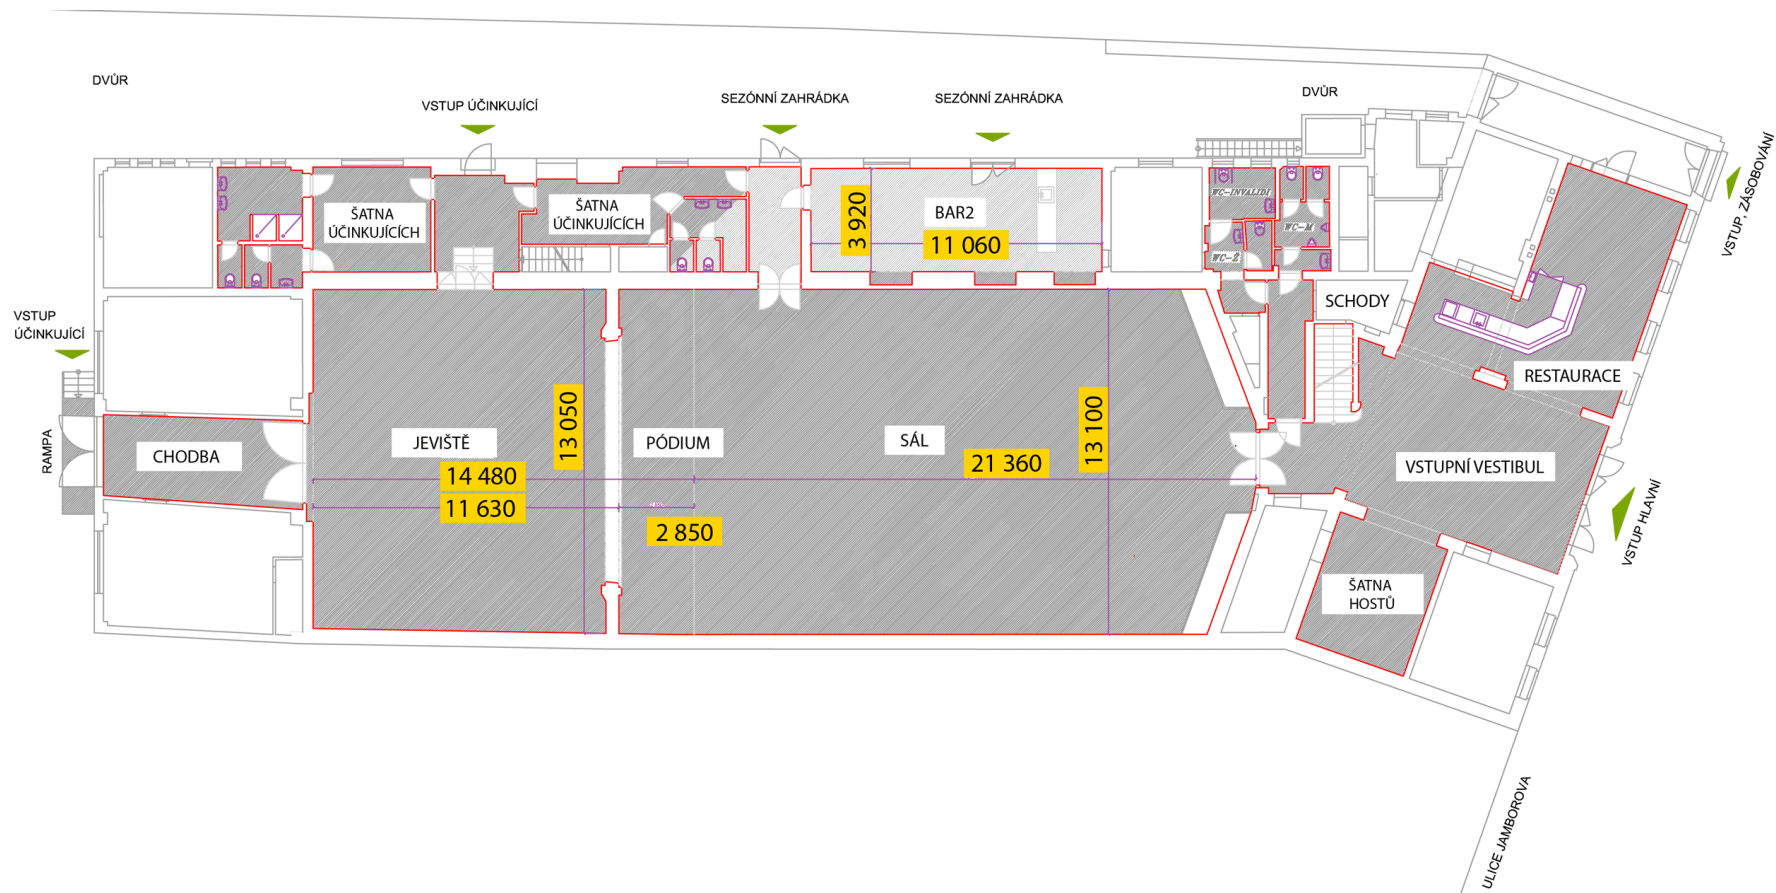 DVŮR
VSTUP ÚČINKUJÍCÍ
SEZÓNNÍ ZAHRÁDKA
SEZÓNNÍ ZAHRÁDKA
DVŮR
VSTUP, ZÁSOBOVÁNÍ
ŠATNA
ÚČINKUJÍCÍCH
ŠATNA
ÚČINKUJÍCÍCH
3 920
BAR2
11 060
WC-INVALIDI
WC-M
WC-Ž
SCHODY
VSTUP
ÚČINKUJÍCÍ
RESTAURACE
RAMPA
CHODBA
JEVIŠTĚ
13 050
PÓDIUM
SÁL
13 100
VSTUPNÍ VESTIBUL
14 480
21 360
11 630
2 850
VSTUP HLAVNÍ
ŠATNA
HOSTŮ
ULICE JAMBOROVA